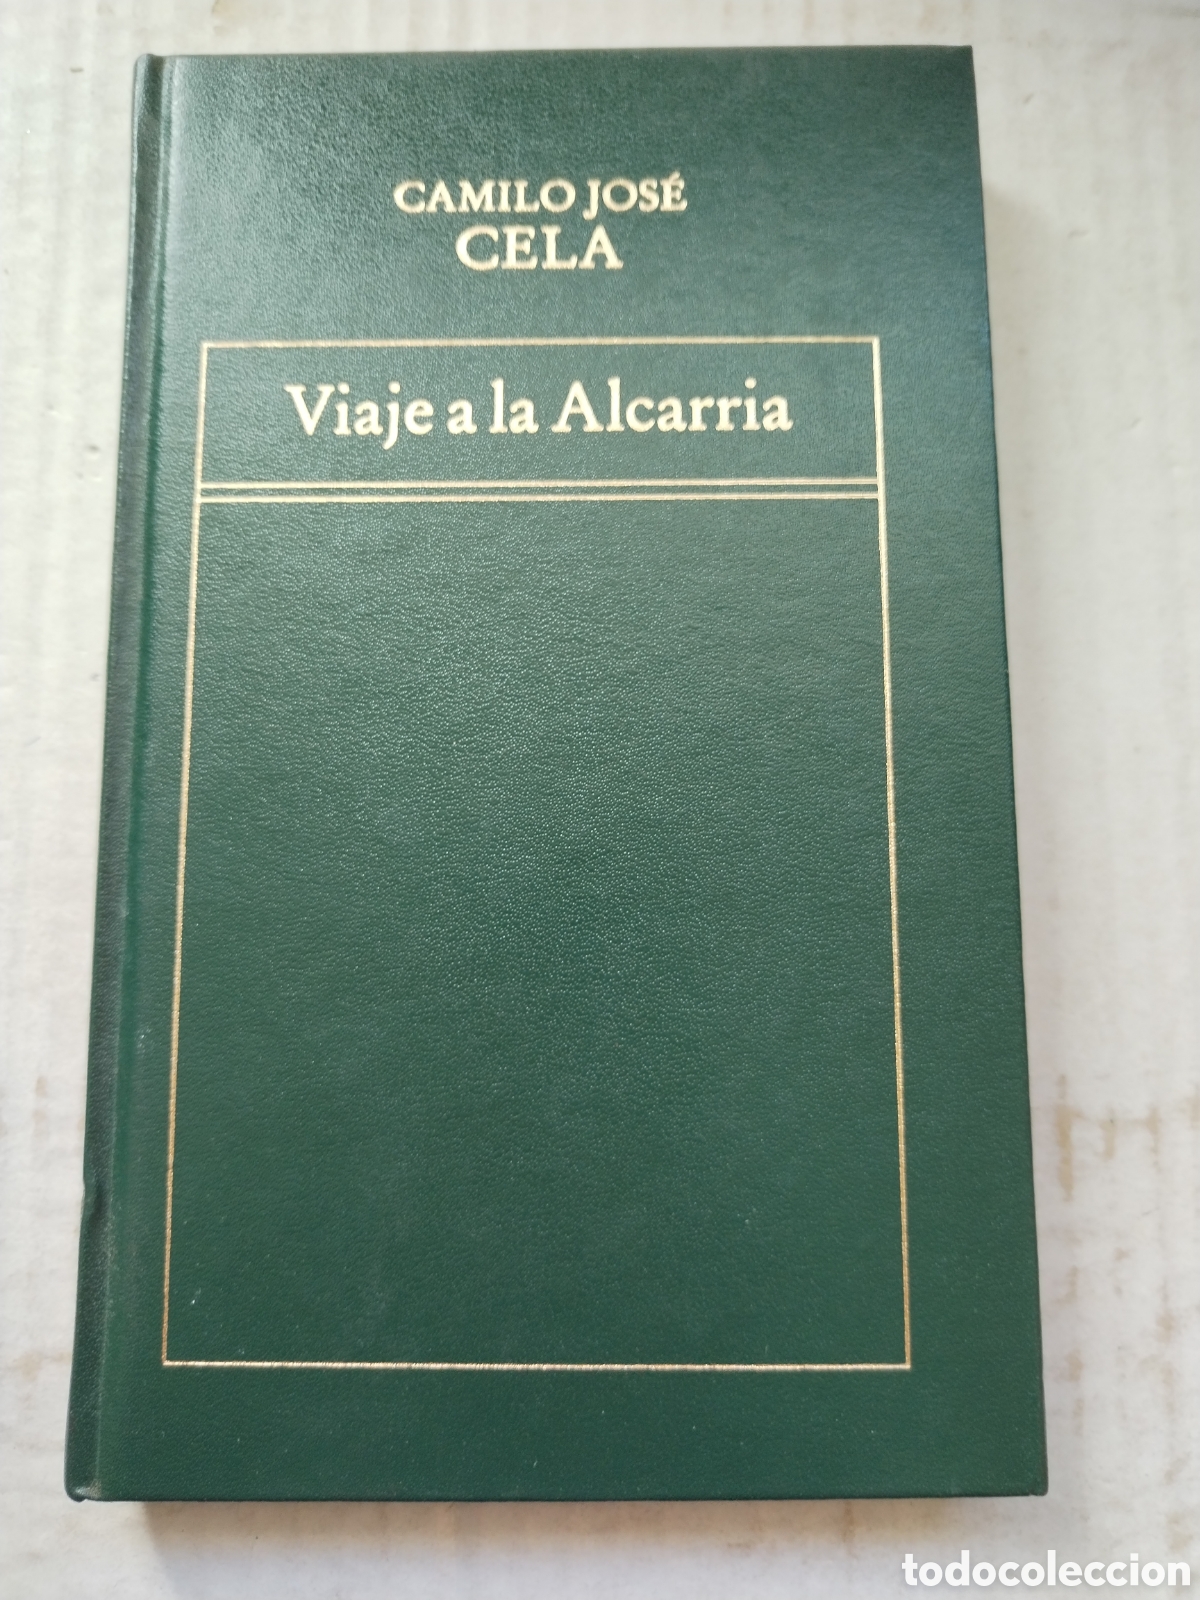 CAMILO JOSÉ
CELA
Viaje a la Alcarria
todocoleccion